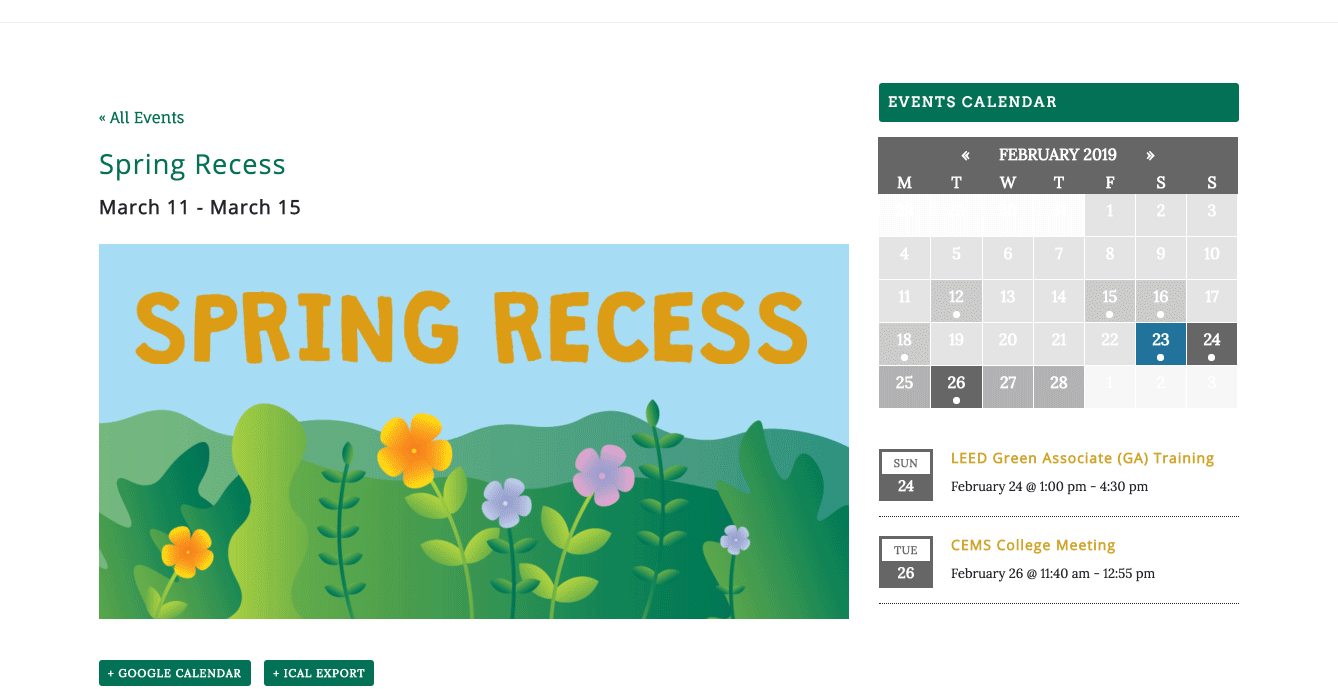 « All Events
Spring Recess
March 11 - March 15
SPRING RECESS
+ GOOGLE CALENDAR + ICAL EXPORT
EVENTS CALENDAR
« FEBRUARY 2019 »
M T W T F S S
1 2 3
4 5 6 7 8 9 10
11 12 13 14 15 16 17
18 19 20 21 22 23 24
25 26 27 28 1 2 3
SUN
24
LEED Green Associate (GA) Training
February 24 @ 1:00 pm - 4:30 pm
TUE
26
CEMS College Meeting
February 26 @ 11:40 am - 12:55 pm